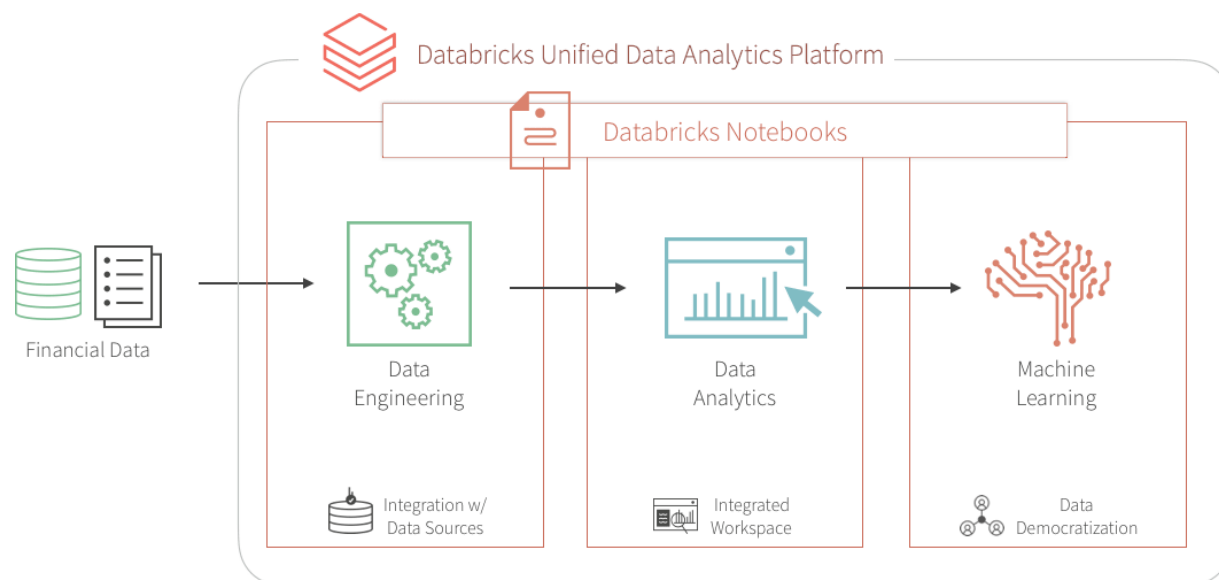 Databricks Unified Data Analytics Platform
Databricks Notebooks
Financial Data
Data
Engineering
Data
Analytics
Machine
Learning
Integration w/
Data Sources
Integrated
Workspace
Data
Democratization